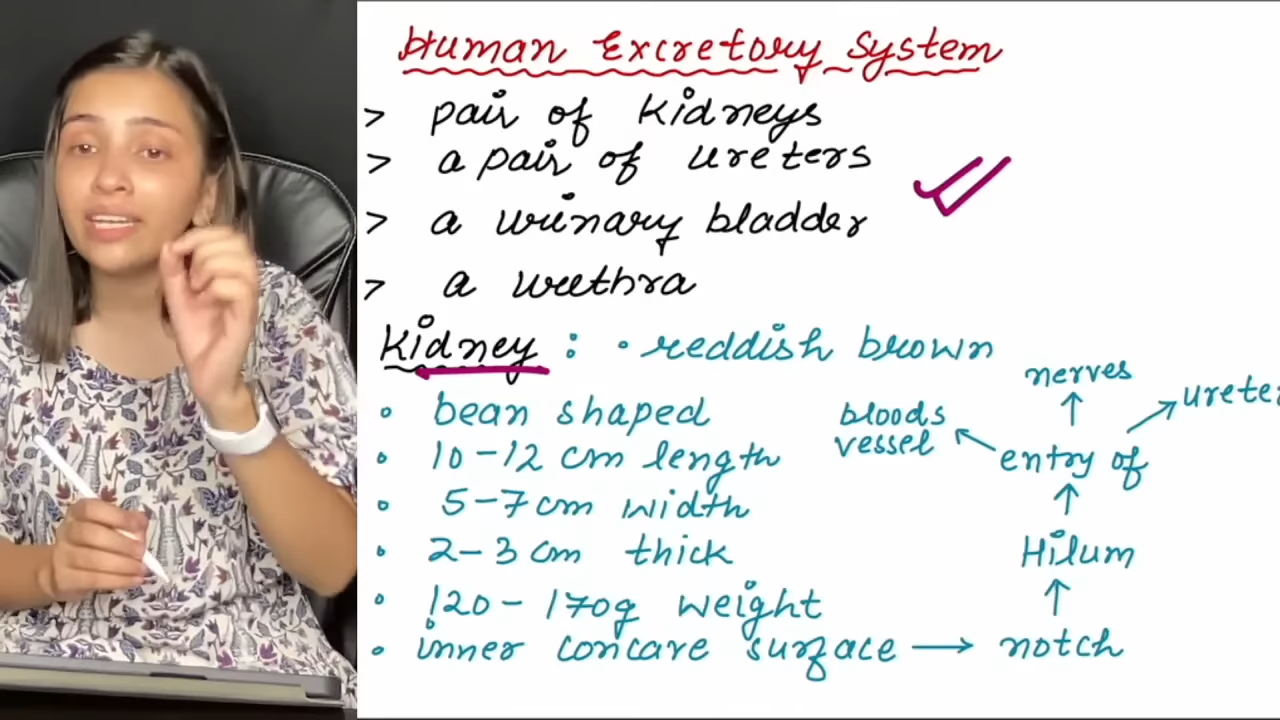 Human Excretory System
> pair of kidneys
> a pair of ureters
> a urinary bladder
> a urethra
Kidney : • reddish brown
• bean shaped
• 10-12 cm length
• 5-7cm width
• 2-3 cm thick
• 120-170g weight
• inner concave surface → notch
↑
Hilum
↑
entry of
bloods vessel
nerves
ureter